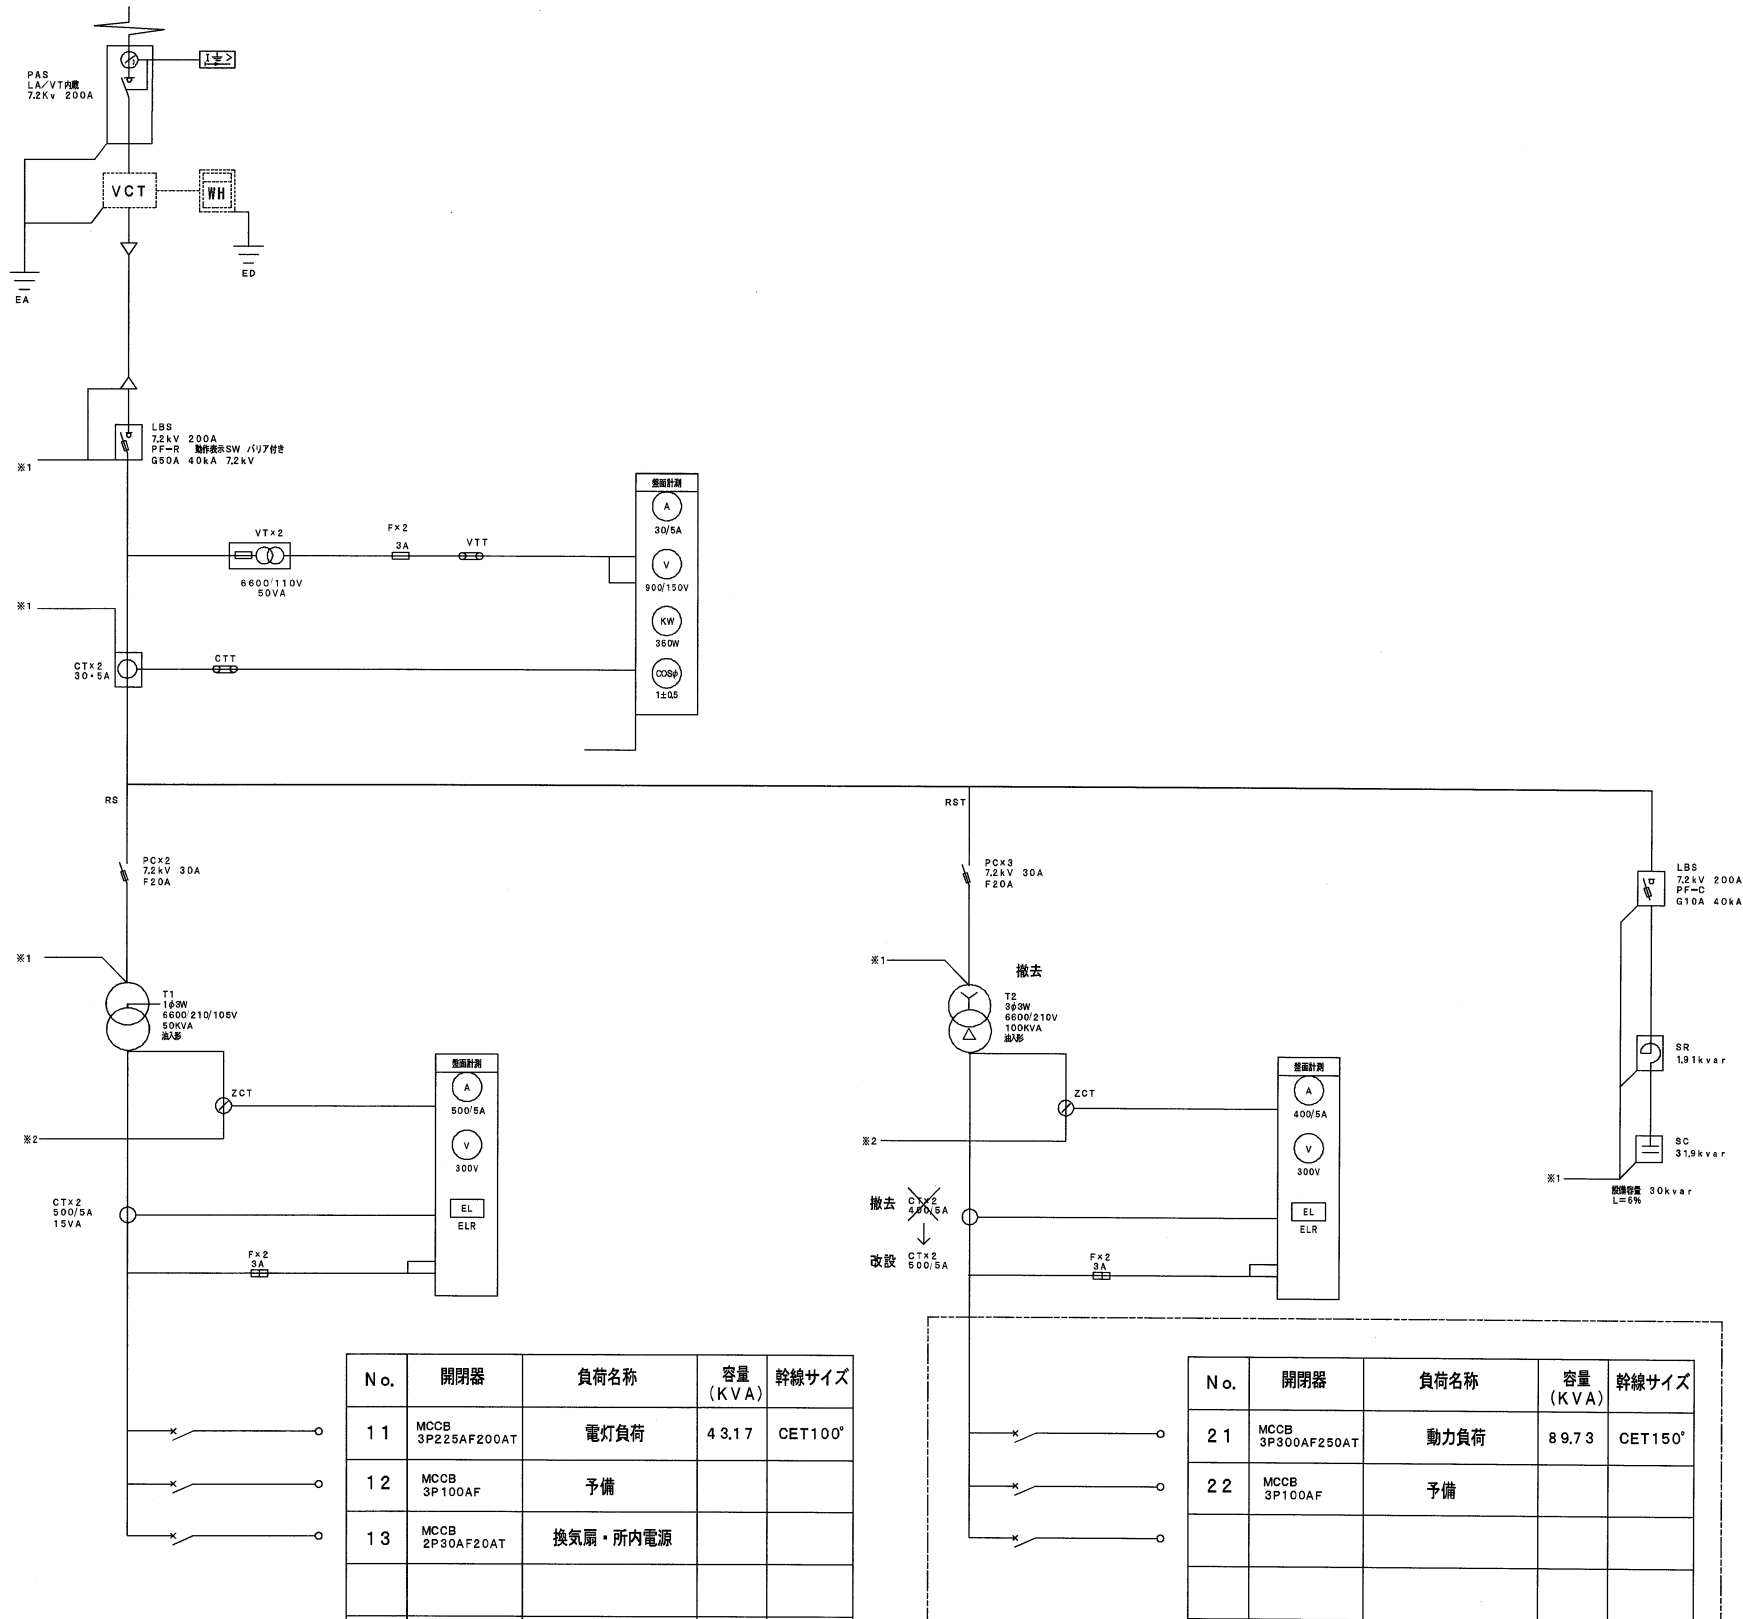 PAS
LA/VT内蔵
7.2Kv 200A
I⏚>
VCT
WH
ED
EA
LBS
7.2kV 200A
PF-R 動作表示SW バリア付き
G50A 40kA 7.2kV
※1
盤面計測
A
30/5A
V
900/150V
KW
360W
COSφ
1±0.5
VT×2
6600/110V
50VA
F×2
3A
VTT
※1
CT×2
30・5A
CTT
RS
RST
PC×2
7.2kV 30A
F20A
PC×3
7.2kV 30A
F20A
LBS
7.2kV 200A
PF-C
G10A 40kA
※1
T1
1φ3W
6600/210/105V
50KVA
油入形
※1
撤去
T2
3φ3W
6600/210V
100KVA
油入形
SR
1.91kvar
SC
31.9kvar
※1
設備容量 30kvar
L=6%
ZCT
※2
盤面計測
A
500/5A
V
300V
EL
ELR
CT×2
500/5A
15VA
F×2
3A
ZCT
※2
盤面計測
A
400/5A
V
300V
EL
ELR
撤去 CT×2
400/5A
改設 CT×2
500/5A
F×2
3A
No. 開閉器 負荷名称 容量(KVA) 幹線サイズ
11 MCCB 3P225AF200AT 電灯負荷 43.17 CET100°
12 MCCB 3P100AF 予備
13 MCCB 2P30AF20AT 換気扇・所内電源
No. 開閉器 負荷名称 容量(KVA) 幹線サイズ
21 MCCB 3P300AF250AT 動力負荷 89.73 CET150°
22 MCCB 3P100AF 予備